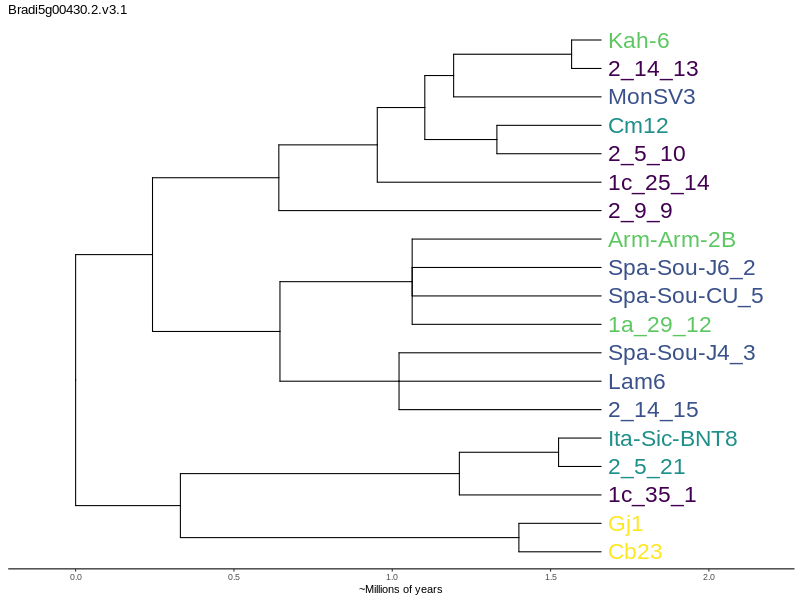 Bradi5g00430.2.v3.1
Kah-6
2_14_13
MonSV3
Cm12
2_5_10
1c_25_14
2_9_9
Arm-Arm-2B
Spa-Sou-J6_2
Spa-Sou-CU_5
1a_29_12
Spa-Sou-J4_3
Lam6
2_14_15
Ita-Sic-BNT8
2_5_21
1c_35_1
Gj1
Cb23
0.0 0.5 1.0 1.5 2.0
~Millions of years